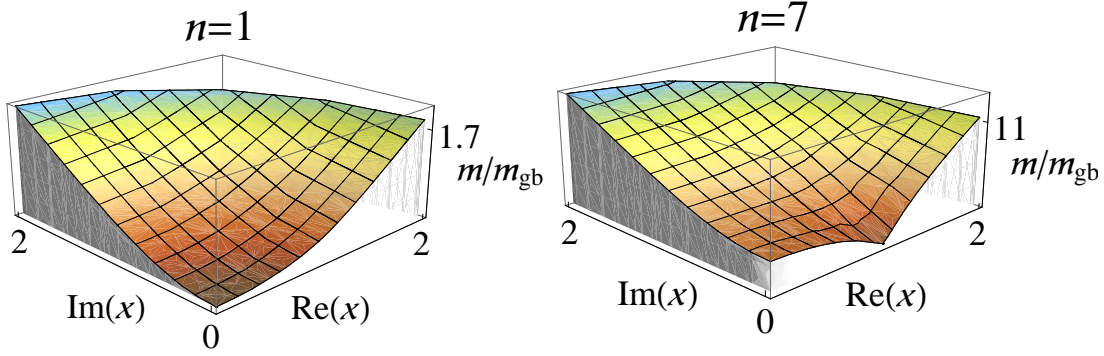 n=1
1.7
m/m_gb
2
2
Im(x)
Re(x)
0
n=7
11
m/m_gb
2
2
Im(x)
Re(x)
0